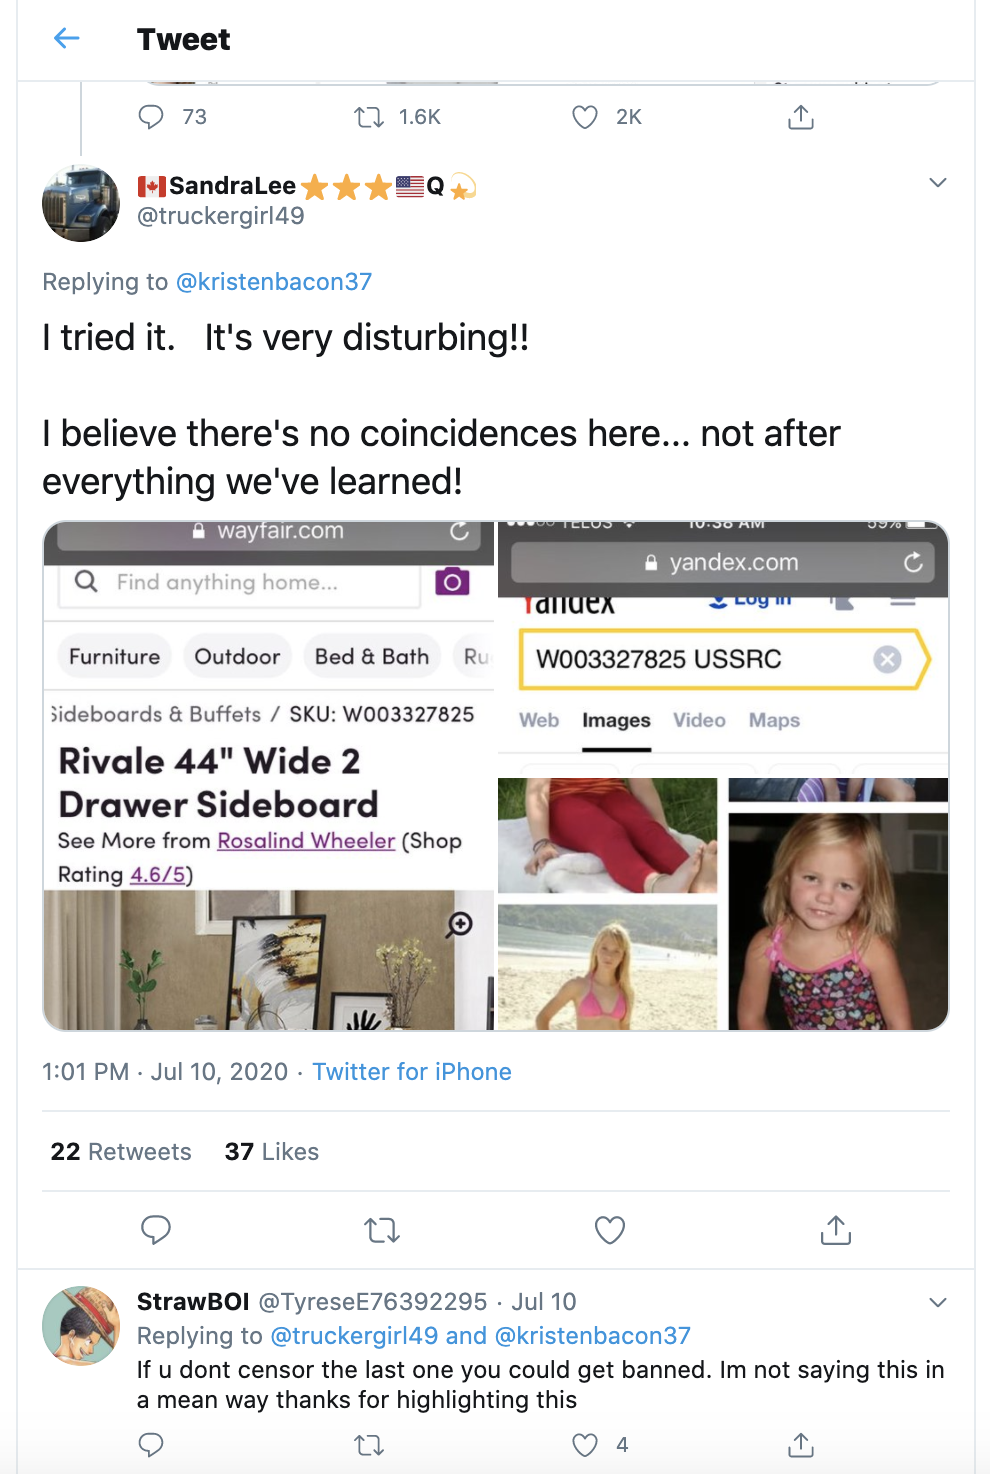 Tweet
73 1.6K 2K
SandraLee Q
@truckergirl49
Replying to @kristenbacon37
I tried it. It's very disturbing!!
I believe there's no coincidences here... not after
everything we've learned!
wayfair.com
Find anything home...
Furniture Outdoor Bed & Bath Ru
Sideboards & Buffets / SKU: W003327825
Rivale 44" Wide 2
Drawer Sideboard
See More from Rosalind Wheeler (Shop
Rating 4.6/5)
TELUS 10:38 AM 59%
yandex.com
Yandex Log in
W003327825 USSRC
Web Images Video Maps
1:01 PM · Jul 10, 2020 · Twitter for iPhone
22 Retweets 37 Likes
StrawBOI @TyreseE76392295 · Jul 10
Replying to @truckergirl49 and @kristenbacon37
If u dont censor the last one you could get banned. Im not saying this in
a mean way thanks for highlighting this
4